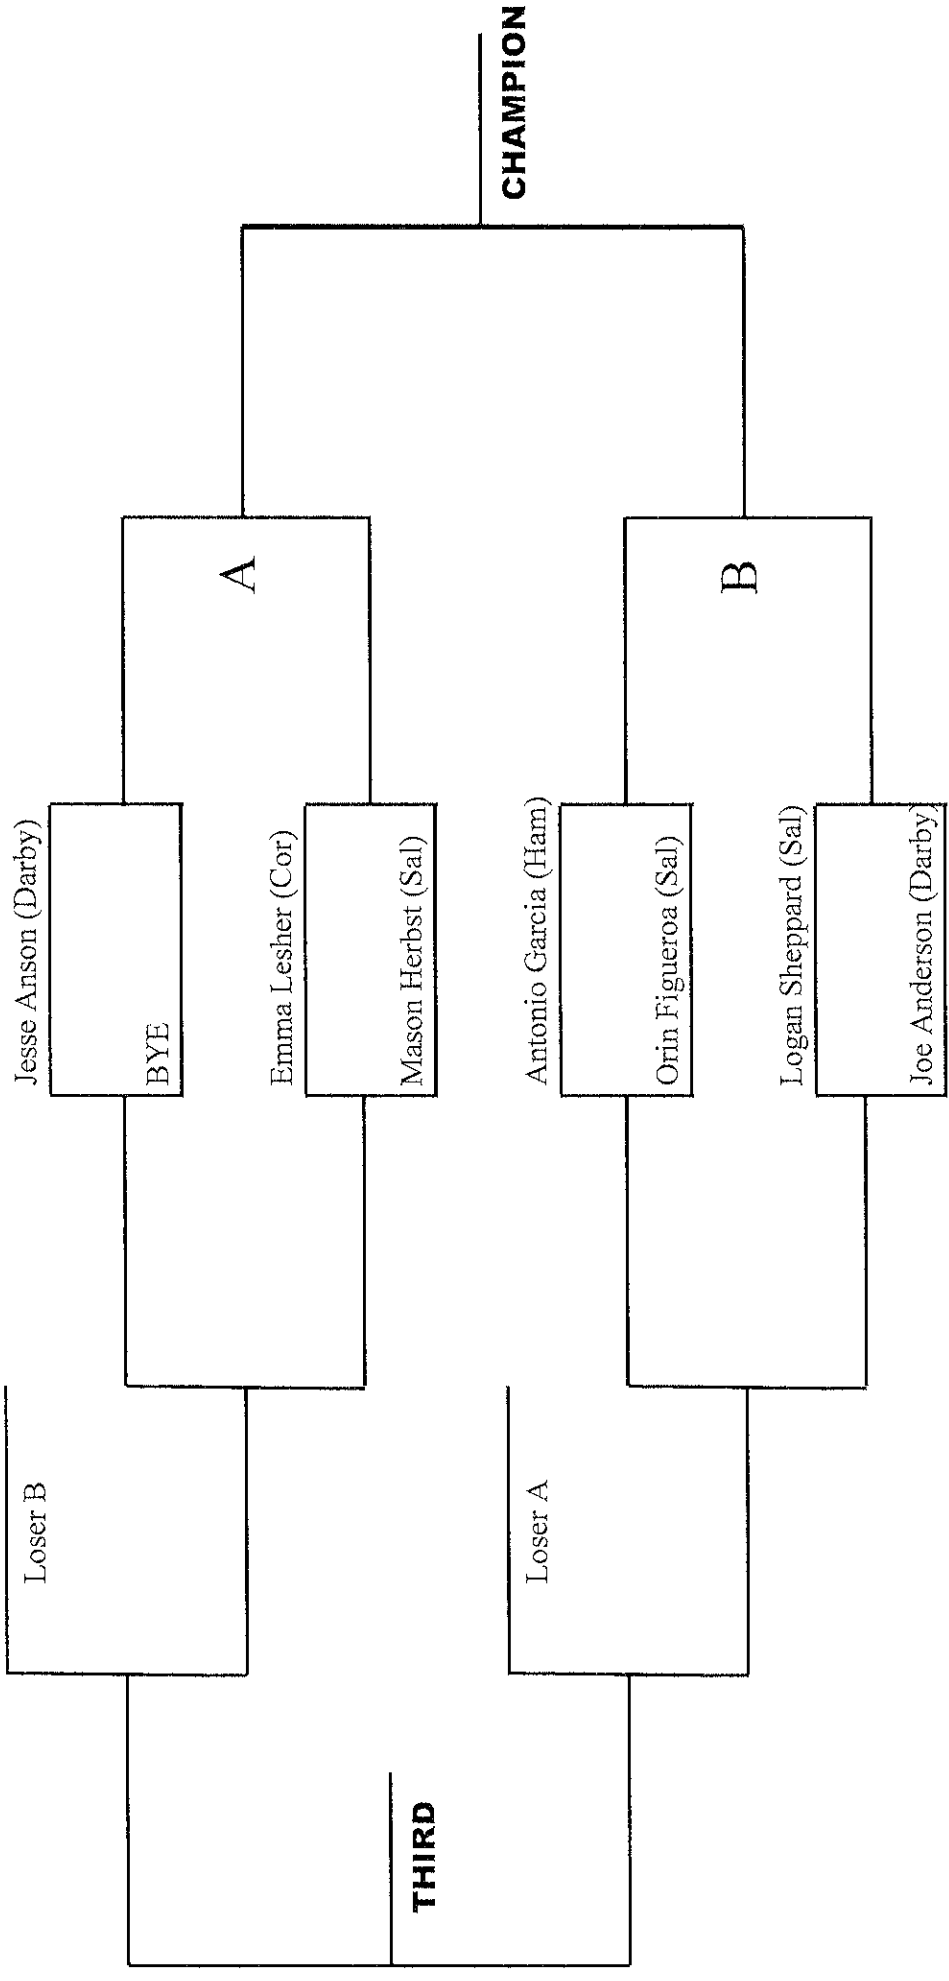 Loser B
Jesse Anson (Darby)
BYE
A
Emma Lesher (Cor)
Mason Herbst (Sal)
THIRD
CHAMPION
Loser A
Antonio Garcia (Ham)
Orin Figueroa (Sal)
B
Logan Sheppard (Sal)
Joe Anderson (Darby)